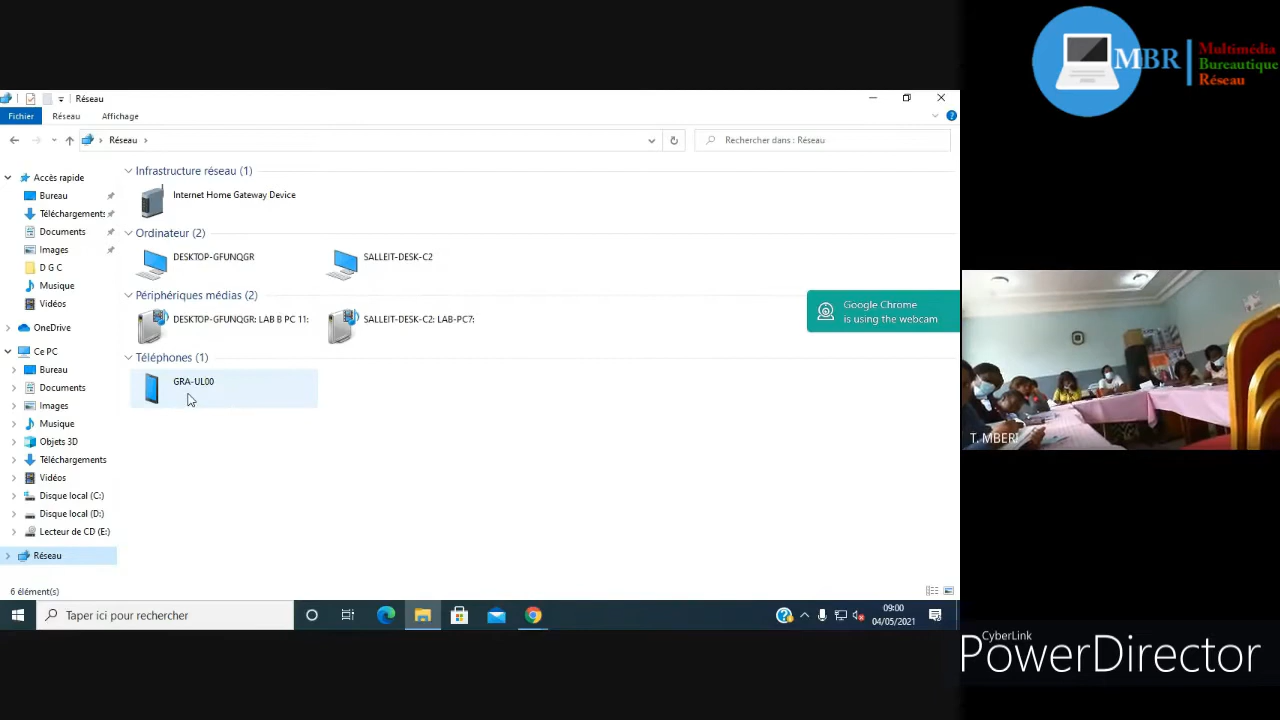 MBR
Multimédia
Bureautique
Réseau
Réseau
Fichier
Réseau
Affichage
Réseau
Rechercher dans : Réseau
Accès rapide
Bureau
Téléchargements
Documents
Images
D G C
Musique
Vidéos
OneDrive
Ce PC
Bureau
Documents
Images
Musique
Objets 3D
Téléchargements
Vidéos
Disque local (C:)
Disque local (D:)
Lecteur de CD (E:)
Réseau
Infrastructure réseau (1)
Internet Home Gateway Device
Ordinateur (2)
DESKTOP-GFUNQGR
SALLEIT-DESK-C2
Périphériques médias (2)
DESKTOP-GFUNQGR: LAB B PC 11:
SALLEIT-DESK-C2: LAB-PC7:
Téléphones (1)
GRA-UL00
Google Chrome
is using the webcam
T. MBERI
6 élément(s)
Taper ici pour rechercher
09:00
04/05/2021
CyberLink
PowerDirector